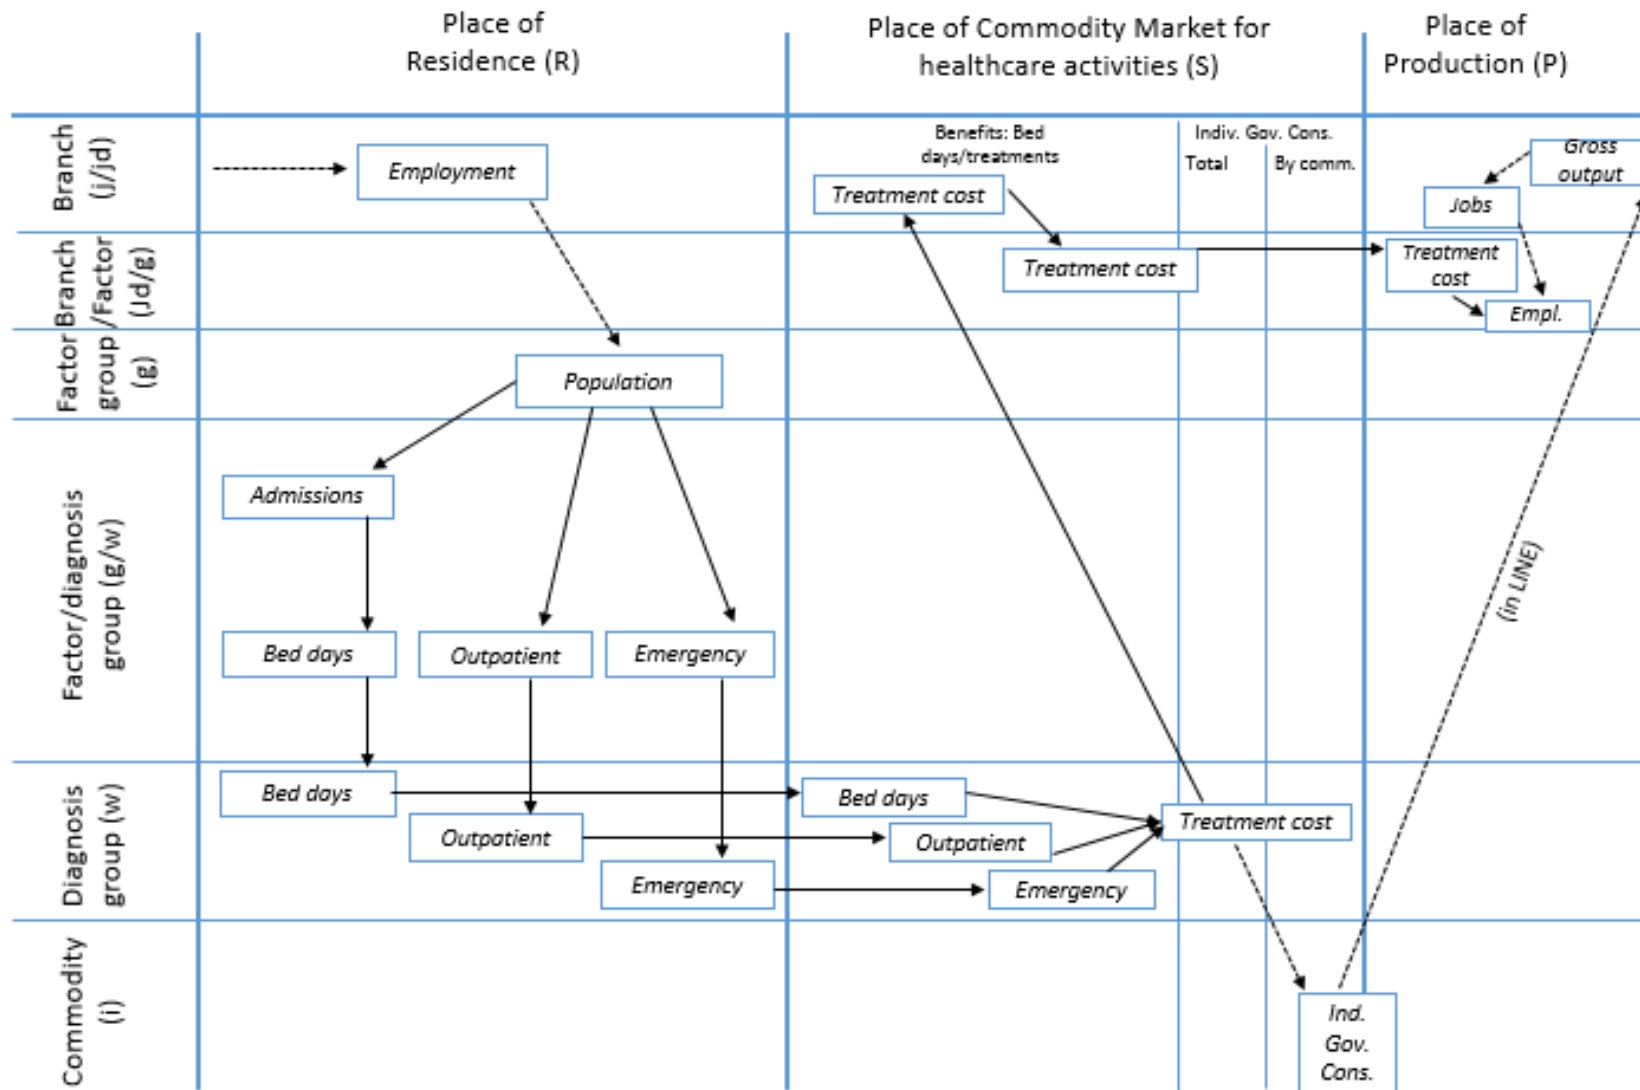 Place of
Residence (R)
Place of Commodity Market for
healthcare activities (S)
Place of
Production (P)
Branch
(j/jd)
Employment
Benefits: Bed
days/treatments
Indiv. Gov. Cons.
Total
By comm.
Treatment cost
Gross
output
Jobs
Branch
group /Factor
(Jd/g)
Treatment cost
Treatment
cost
Empl.
Factor
(g)
Population
Factor/diagnosis
group (g/w)
Admissions
Bed days
Outpatient
Emergency
(in LINE)
Diagnosis
group (w)
Bed days
Outpatient
Emergency
Bed days
Outpatient
Emergency
Treatment cost
Commodity
(i)
Ind.
Gov.
Cons.